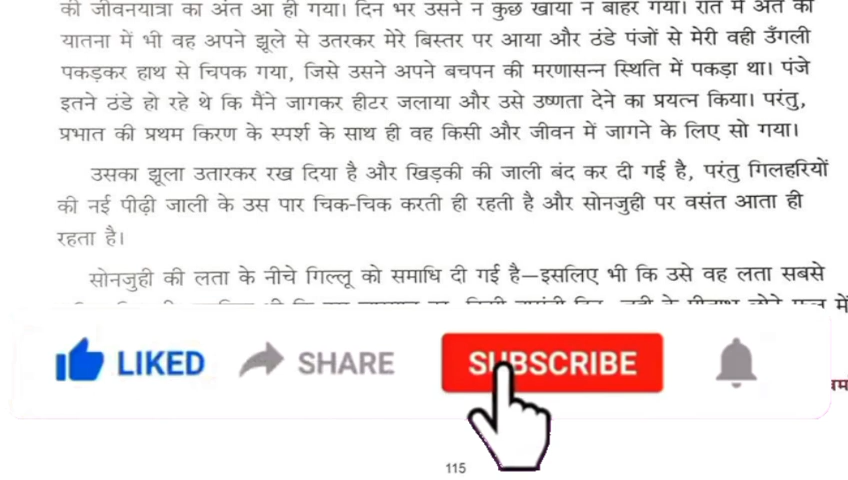 की जीवनयात्रा का अंत आ ही गया। दिन भर उसने न कुछ खाया न बाहर गया। रात में अंत की
यातना में भी वह अपने झूले से उतरकर मेरे बिस्तर पर आया और ठंडे पंजों से मेरी वही उँगली
पकड़कर हाथ से चिपक गया, जिसे उसने अपने बचपन की मरणासन्न स्थिति में पकड़ा था। पंजे
इतने ठंडे हो रहे थे कि मैंने जागकर हीटर जलाया और उसे उष्णता देने का प्रयत्न किया। परंतु,
प्रभात की प्रथम किरण के स्पर्श के साथ ही वह किसी और जीवन में जागने के लिए सो गया।
उसका झूला उतारकर रख दिया है और खिड़की की जाली बंद कर दी गई है, परंतु गिलहरियों
की नई पीढ़ी जाली के उस पार चिक-चिक करती ही रहती है और सोनजुही पर वसंत आता ही
रहता है।
सोनजुही की लता के नीचे गिल्लू को समाधि दी गई है—इसलिए भी कि उसे वह लता सबसे
में
LIKED SHARE SUBSCRIBE
115